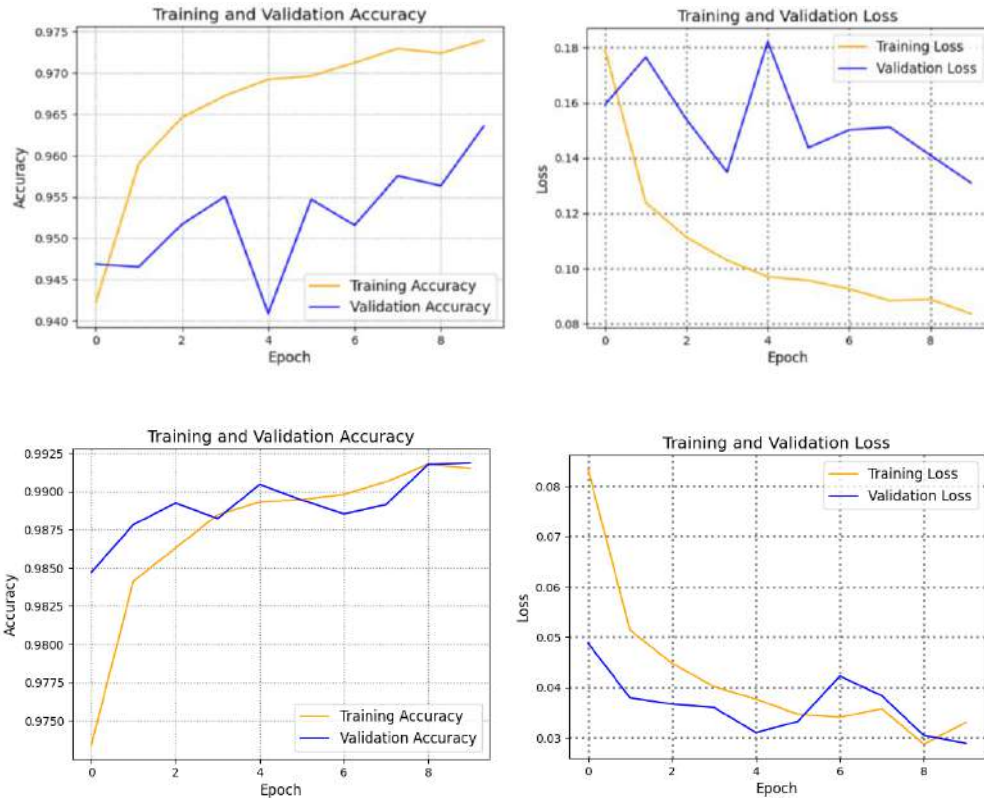 Training and Validation Accuracy
0.975
0.970
0.965
0.960
0.955
0.950
0.945
0.940
Accuracy
Training Accuracy
Validation Accuracy
0 2 4 6 8
Epoch
Training and Validation Loss
Training Loss
Validation Loss
0.18
0.16
0.14
0.12
0.10
0.08
Loss
0 2 4 6 8
Epoch
Training and Validation Accuracy
0.9925
0.9900
0.9875
0.9850
0.9825
0.9800
0.9775
0.9750
Accuracy
Training Accuracy
Validation Accuracy
0 2 4 6 8
Epoch
Training and Validation Loss
Training Loss
Validation Loss
0.08
0.07
0.06
0.05
0.04
0.03
Loss
0 2 4 6 8
Epoch